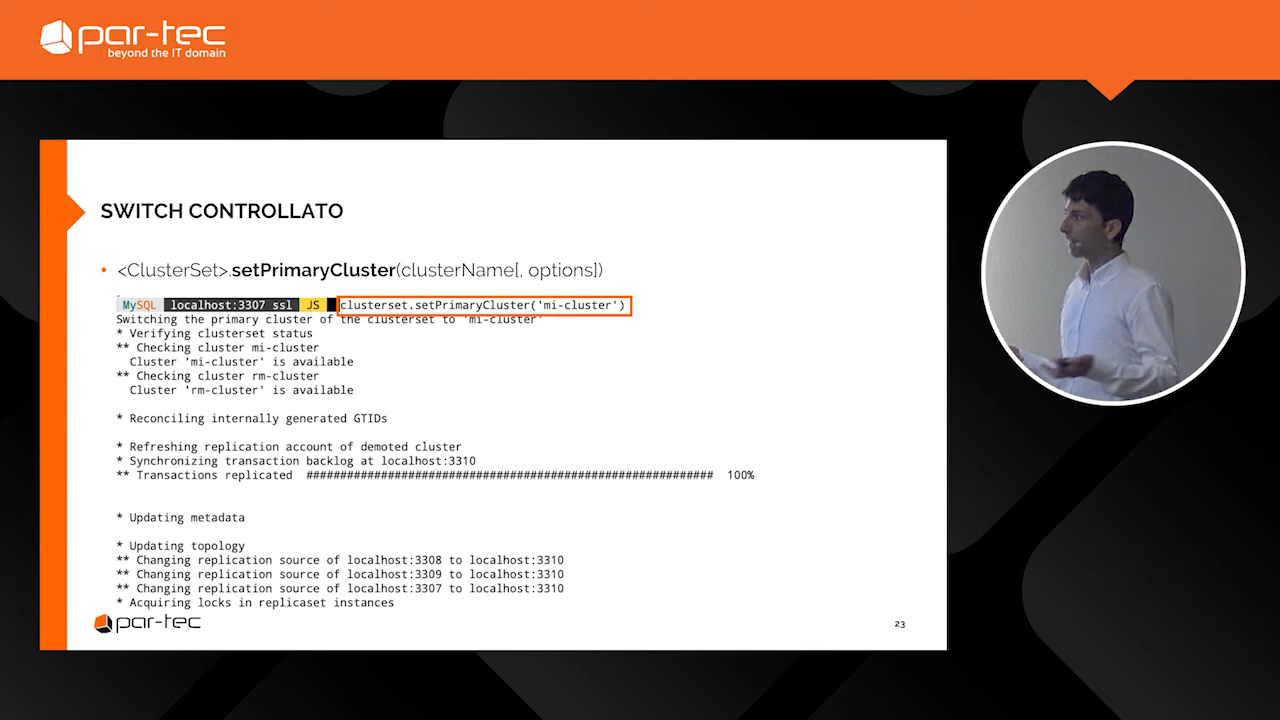 par-tec
beyond the IT domain
SWITCH CONTROLLATO
• <ClusterSet>.setPrimaryCluster(clusterName[, options])
MySQL localhost:3307 ssl JS clusterset.setPrimaryCluster('mi-cluster')
Switching the primary cluster of the clusterset to 'mi-cluster'
* Verifying clusterset status
** Checking cluster mi-cluster
Cluster 'mi-cluster' is available
** Checking cluster rm-cluster
Cluster 'rm-cluster' is available
* Reconciling internally generated GTIDs
* Refreshing replication account of demoted cluster
* Synchronizing transaction backlog at localhost:3310
** Transactions replicated ############################################################ 100%
* Updating metadata
* Updating topology
** Changing replication source of localhost:3308 to localhost:3310
** Changing replication source of localhost:3309 to localhost:3310
** Changing replication source of localhost:3307 to localhost:3310
* Acquiring locks in replicaset instances
par-tec
23